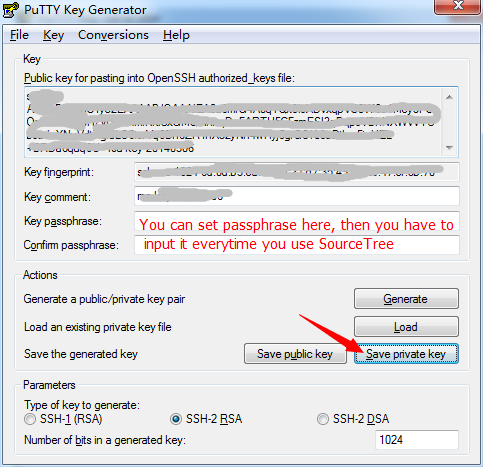 PuTTY Key Generator
File Key Conversions Help
Key
Public key for pasting into OpenSSH authorized_keys file:
Key fingerprint:
Key comment:
Key passphrase: You can set passphrase here, then you have to
Confirm passphrase: input it everytime you use SourceTree
Actions
Generate a public/private key pair Generate
Load an existing private key file Load
Save the generated key Save public key Save private key
Parameters
Type of key to generate:
SSH-1 (RSA) SSH-2 RSA SSH-2 DSA
Number of bits in a generated key: 1024